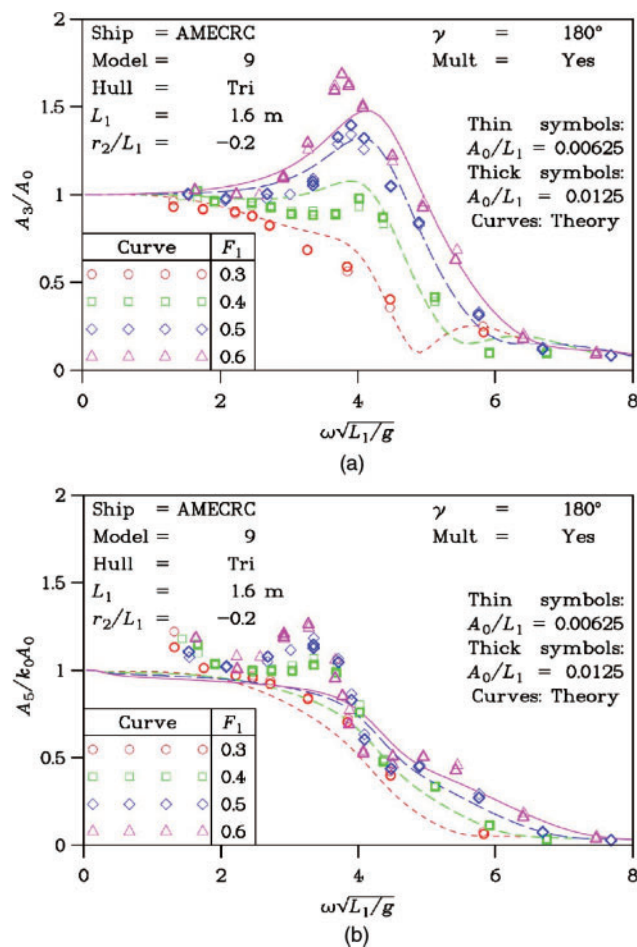 2
Ship = AMECRC
γ = 180°
Model = 9
Mult = Yes
Hull = Tri
L₁ = 1.6 m
r₂/L₁ = −0.2
Thin symbols:
A₀/L₁ = 0.00625
Thick symbols:
A₀/L₁ = 0.0125
Curves: Theory
1.5
A₃/A₀
1
Curve F₁
0.3
0.4
0.5
0.6
0.5
0
0 2 4 6 8
ω√L₁/g
(a)
2
Ship = AMECRC
γ = 180°
Model = 9
Mult = Yes
Hull = Tri
L₁ = 1.6 m
r₂/L₁ = −0.2
Thin symbols:
A₀/L₁ = 0.00625
Thick symbols:
A₀/L₁ = 0.0125
Curves: Theory
1.5
A₅/k₀A₀
1
Curve F₁
0.3
0.4
0.5
0.6
0.5
0
0 2 4 6 8
ω√L₁/g
(b)